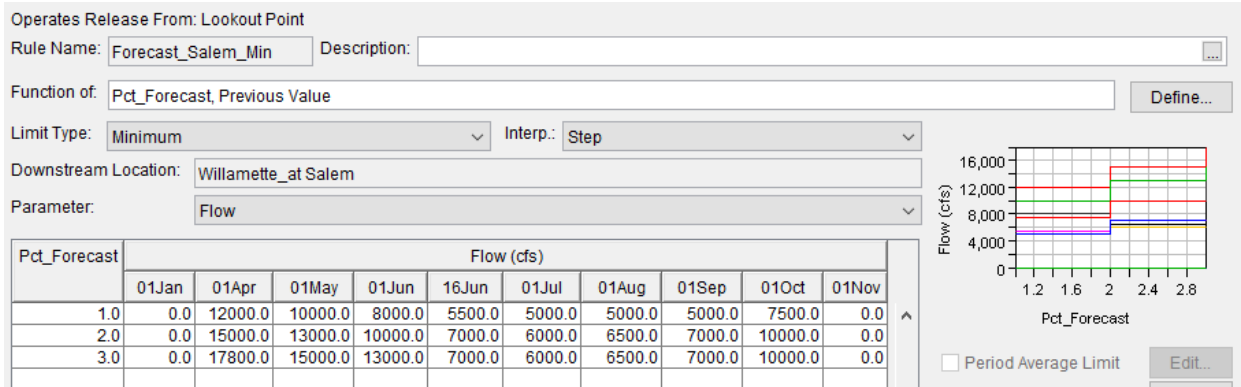 Operates Release From: Lookout Point
Rule Name: Forecast_Salem_Min Description: ...
Function of: Pct_Forecast, Previous Value Define...
Limit Type: Minimum Interp.: Step
Downstream Location: Willamette_at Salem
Parameter: Flow
Pct_Forecast Flow (cfs)
01Jan 01Apr 01May 01Jun 16Jun 01Jul 01Aug 01Sep 01Oct 01Nov
1.0 0.0 12000.0 10000.0 8000.0 5500.0 5000.0 5000.0 5000.0 7500.0 0.0
2.0 0.0 15000.0 13000.0 10000.0 7000.0 6000.0 6500.0 7000.0 10000.0 0.0
3.0 0.0 17800.0 15000.0 13000.0 7000.0 6000.0 6500.0 7000.0 10000.0 0.0
Flow (cfs)
16,000
12,000
8,000
4,000
0
1.2 1.6 2 2.4 2.8
Pct_Forecast
Period Average Limit Edit...